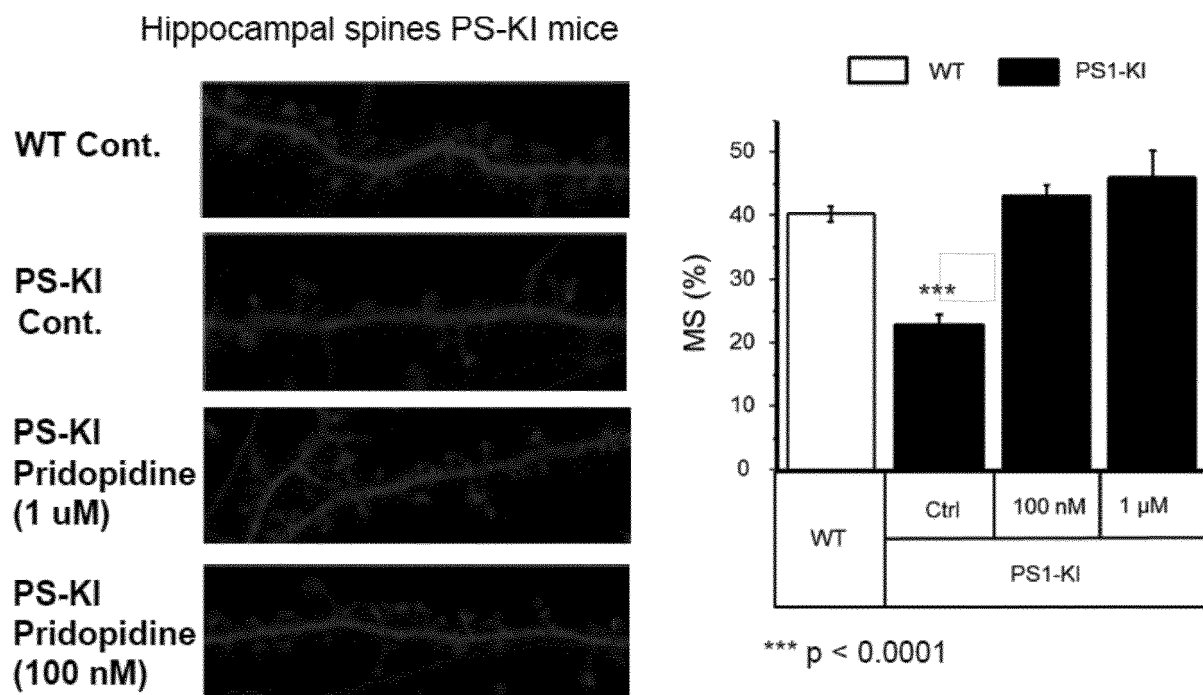 Hippocampal spines PS-KI mice
WT Cont.
PS-KI
Cont.
PS-KI
Pridopidine
(1 uM)
PS-KI
Pridopidine
(100 nM)
WT
PS1-KI
MS (%)
50
40
30
20
10
0
***
WT
Ctrl
100 nM
1 µM
PS1-KI
*** p < 0.0001